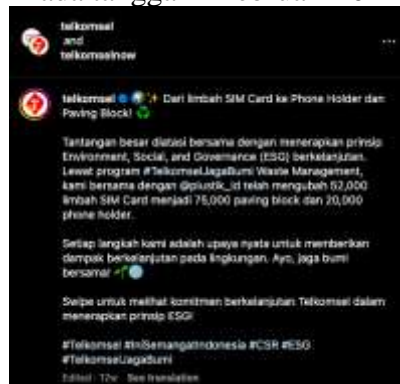 telkomsel
and
telkomselnow
telkomsel Dari limbah SIM Card ke Phone Holder dan
Paving Block!
Tantangan besar diatasi bersama dengan menerapkan prinsip
Environment, Social, and Governance (ESG) berkelanjutan.
Lewat program #TelkomselJagaBumi Waste Management,
kami bersama dengan @plustik_id telah mengubah 52,000
limbah SIM Card menjadi 75,000 paving block dan 20,000
phone holder.
Setiap langkah kami adalah upaya nyata untuk memberikan
dampak berkelanjutan pada lingkungan. Ayo, jaga bumi
bersama!
Swipe untuk melihat komitmen berkelanjutan Telkomsel dalam
menerapkan prinsip ESG!
#Telkomsel #IniSemangatIndonesia #CSR #ESG
#TelkomselJagaBumi
Edited · 12w See translation